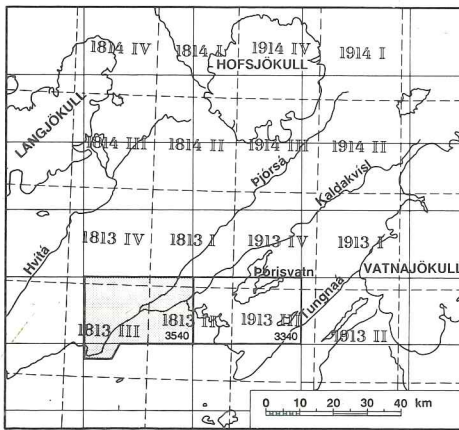 1814 IV 1814 I 1914 IV 1914 I
HOFSJÖKULL
LANGJÖKULL
1814 III 1814 II 1914 III 1914 II
Þjórsá
Kaldakvísl
Hvítá
1813 IV 1813 I 1913 IV 1913 I
Þórisvatn
VATNAJÖKULL
Tungnaá
1813 III 1813 II 1913 III 1913 II
3540 3340
0 10 20 30 40 km